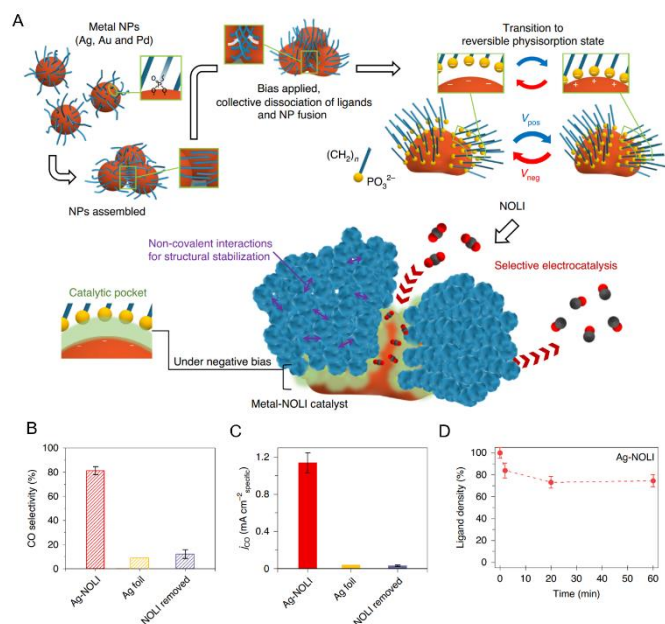 A
Metal NPs
(Ag, Au and Pd)
Bias applied,
collective dissociation of ligands
and NP fusion
Transition to
reversible physisorption state
NPs assembled
(CH2)n
PO3^2−
Vpos
Vneg
NOLI
Non-covalent interactions
for structural stabilization
Selective electrocatalysis
Catalytic pocket
Under negative bias
Metal-NOLI catalyst
B
CO selectivity (%)
100
80
60
40
20
0
Ag-NOLI
Ag foil
NOLI removed
C
jCO (mA cm−2 specific)
1.2
0.8
0.4
0
Ag-NOLI
Ag foil
NOLI removed
D
Ag-NOLI
Ligand density (%)
100
80
60
40
20
0
0
20
40
60
Time (min)